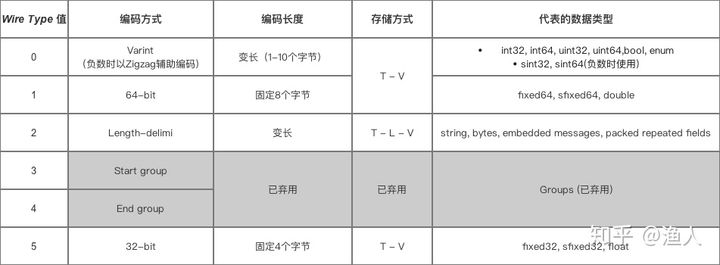 Wire Type 值 编码方式 编码长度 存储方式 代表的数据类型
0 Varint
(负数时以Zigzag辅助编码) 变长（1-10个字节） T - V • int32, int64, uint32, uint64,bool, enum
• sint32, sint64(负数时使用)
1 64-bit 固定8个字节 fixed64, sfixed64, double
2 Length-delimi 变长 T - L - V string, bytes, embedded messages, packed repeated fields
3 Start group 已弃用 已弃用 Groups (已弃用)
4 End group
5 32-bit 固定4个字节 T - V fixed32, sfixed32, float
知乎 @渔人